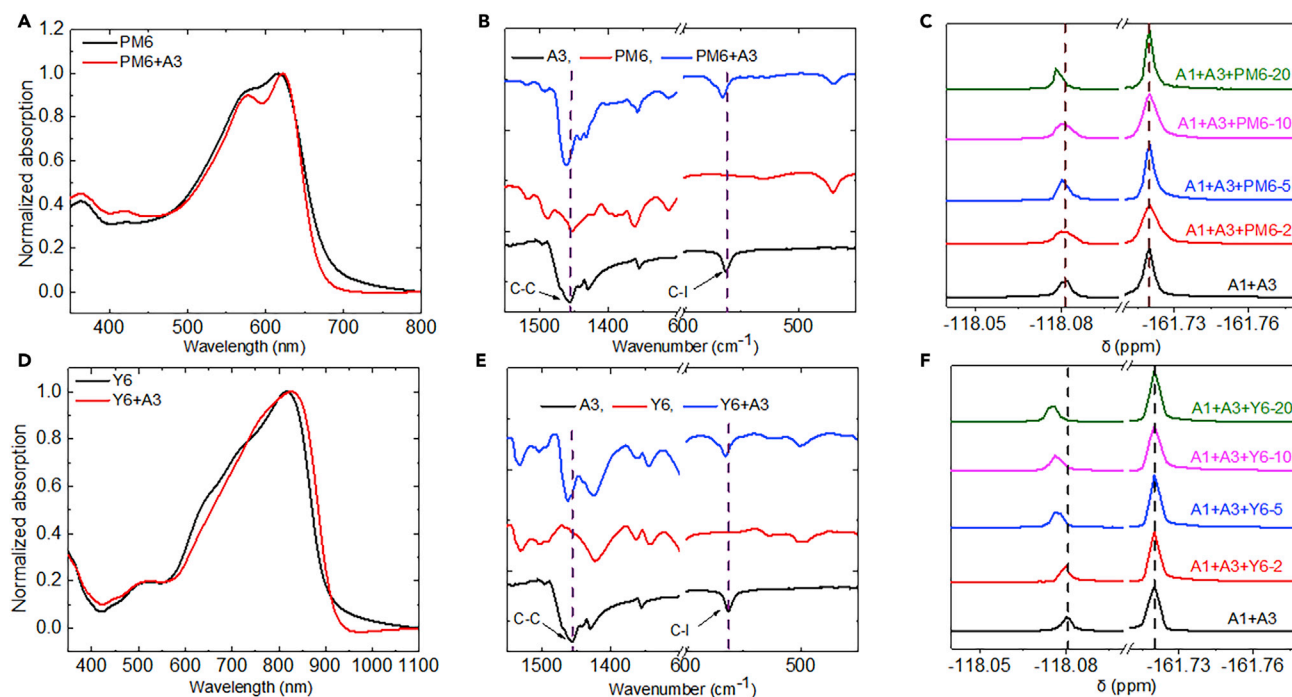 A
PM6
PM6+A3
1.2
1.0
0.8
0.6
0.4
0.2
0.0
Normalized absorption
400 500 600 700 800
Wavelength (nm)
B
A3, PM6, PM6+A3
C-C
C-I
1500 1400 600 500
Wavenumber (cm-1)
C
A1+A3+PM6-20
A1+A3+PM6-10
A1+A3+PM6-5
A1+A3+PM6-2
A1+A3
-118.05 -118.08 -161.73 -161.76
δ (ppm)
D
Y6
Y6+A3
1.0
0.8
0.6
0.4
0.2
0.0
Normalized absorption
400 500 600 700 800 900 1000 1100
Wavelength (nm)
E
A3, Y6, Y6+A3
C-C
C-I
1500 1400 600 500
Wavenumber (cm-1)
F
A1+A3+Y6-20
A1+A3+Y6-10
A1+A3+Y6-5
A1+A3+Y6-2
A1+A3
-118.05 -118.08 -161.73 -161.76
δ (ppm)